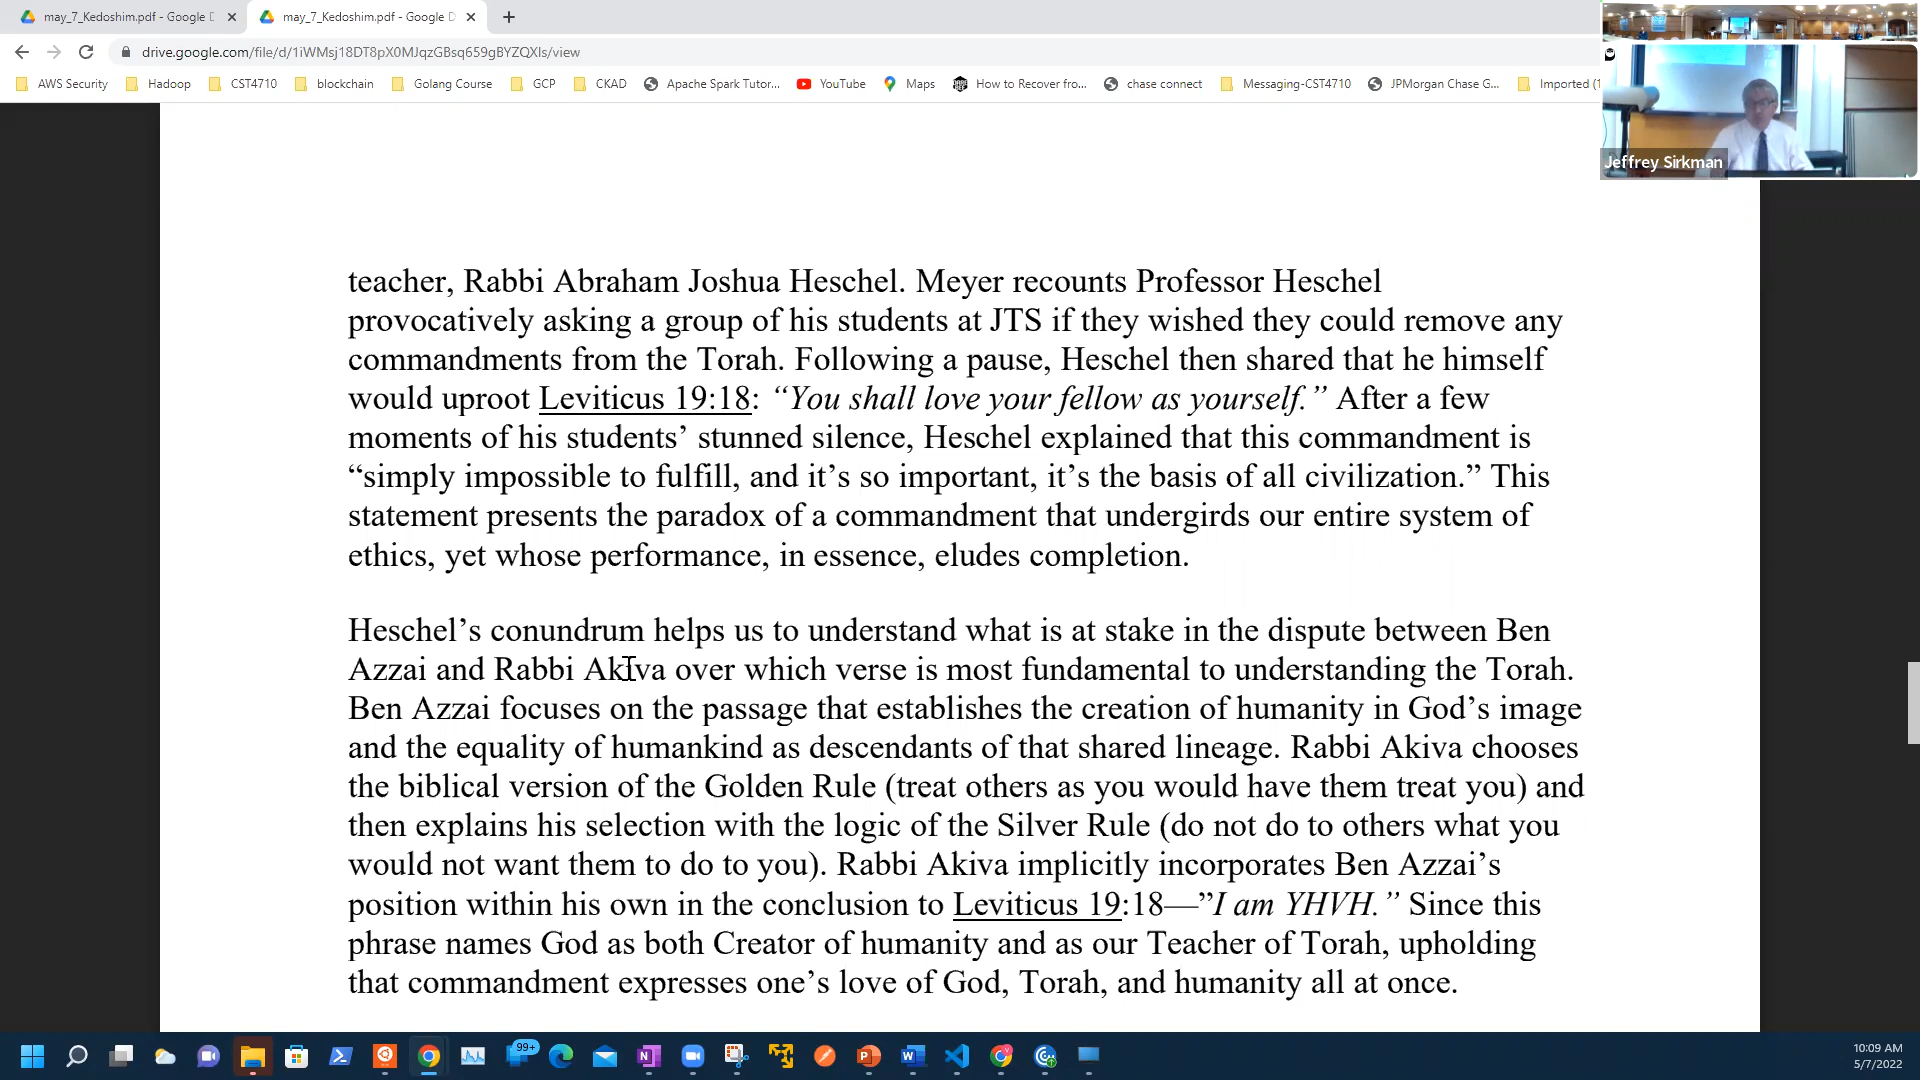 may_7_Kedoshim.pdf - Google D
may_7_Kedoshim.pdf - Google D
drive.google.com/file/d/1iWMsj18DT8pX0MJqzGBsq659gBYZQXIs/view
AWS Security Hadoop CST4710 blockchain Golang Course GCP CKAD Apache Spark Tutor... YouTube Maps How to Recover fro... chase connect Messaging-CST4710 JPMorgan Chase G... Imported (1
Jeffrey Sirkman
teacher, Rabbi Abraham Joshua Heschel. Meyer recounts Professor Heschel
provocatively asking a group of his students at JTS if they wished they could remove any
commandments from the Torah. Following a pause, Heschel then shared that he himself
would uproot Leviticus 19:18: “You shall love your fellow as yourself.” After a few
moments of his students’ stunned silence, Heschel explained that this commandment is
“simply impossible to fulfill, and it’s so important, it’s the basis of all civilization.” This
statement presents the paradox of a commandment that undergirds our entire system of
ethics, yet whose performance, in essence, eludes completion.
Heschel’s conundrum helps us to understand what is at stake in the dispute between Ben
Azzai and Rabbi Akiva over which verse is most fundamental to understanding the Torah.
Ben Azzai focuses on the passage that establishes the creation of humanity in God’s image
and the equality of humankind as descendants of that shared lineage. Rabbi Akiva chooses
the biblical version of the Golden Rule (treat others as you would have them treat you) and
then explains his selection with the logic of the Silver Rule (do not do to others what you
would not want them to do to you). Rabbi Akiva implicitly incorporates Ben Azzai’s
position within his own in the conclusion to Leviticus 19:18—”I am YHVH.” Since this
phrase names God as both Creator of humanity and as our Teacher of Torah, upholding
that commandment expresses one’s love of God, Torah, and humanity all at once.
99+
10:09 AM
5/7/2022